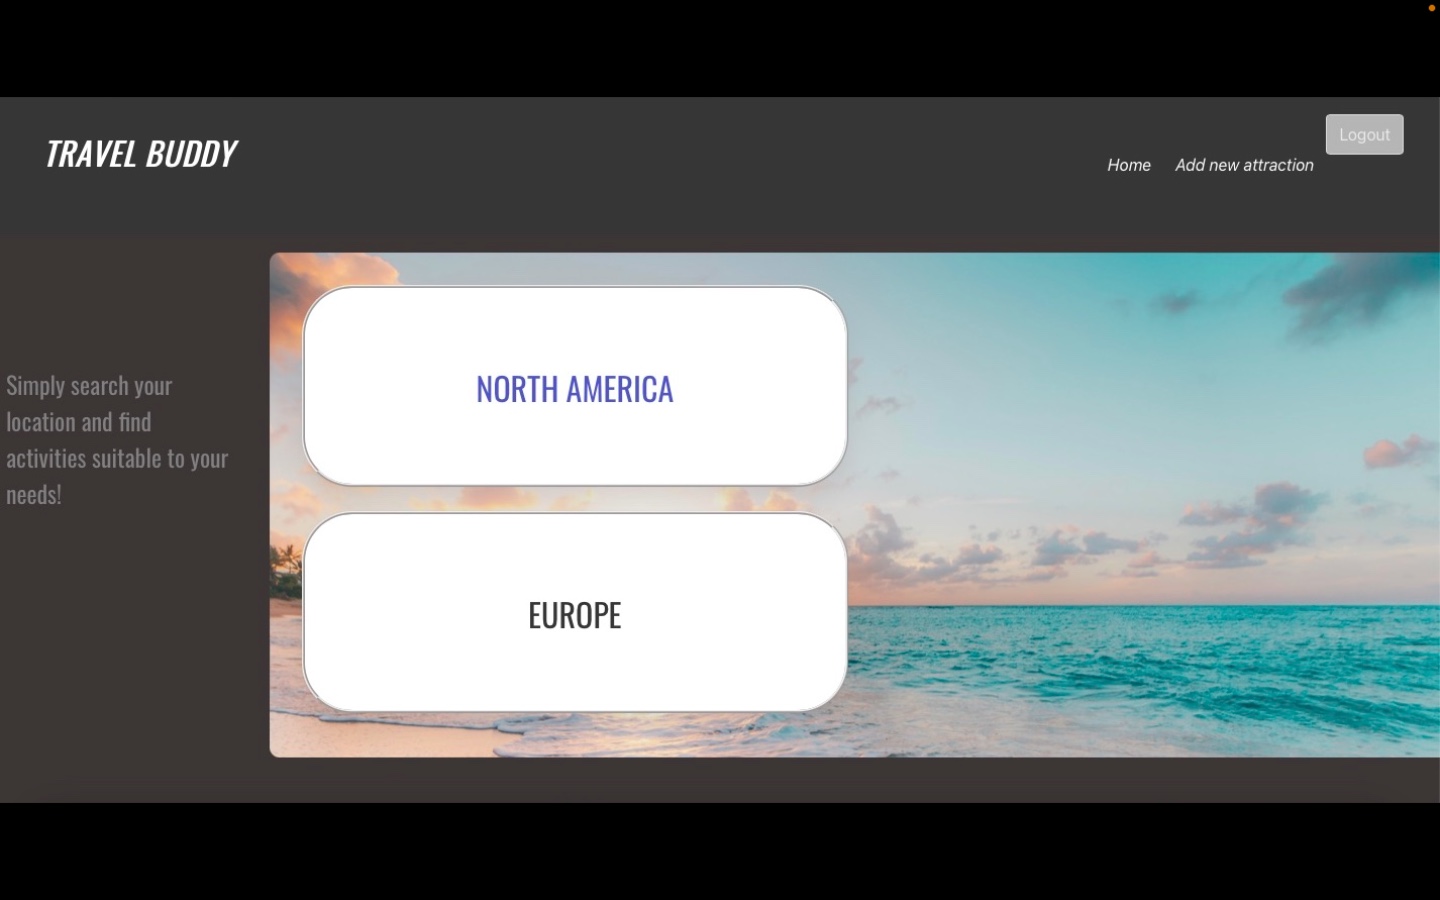 TRAVEL BUDDY
Home
Add new attraction
Logout
Simply search your
location and find
activities suitable to your
needs!
NORTH AMERICA
EUROPE